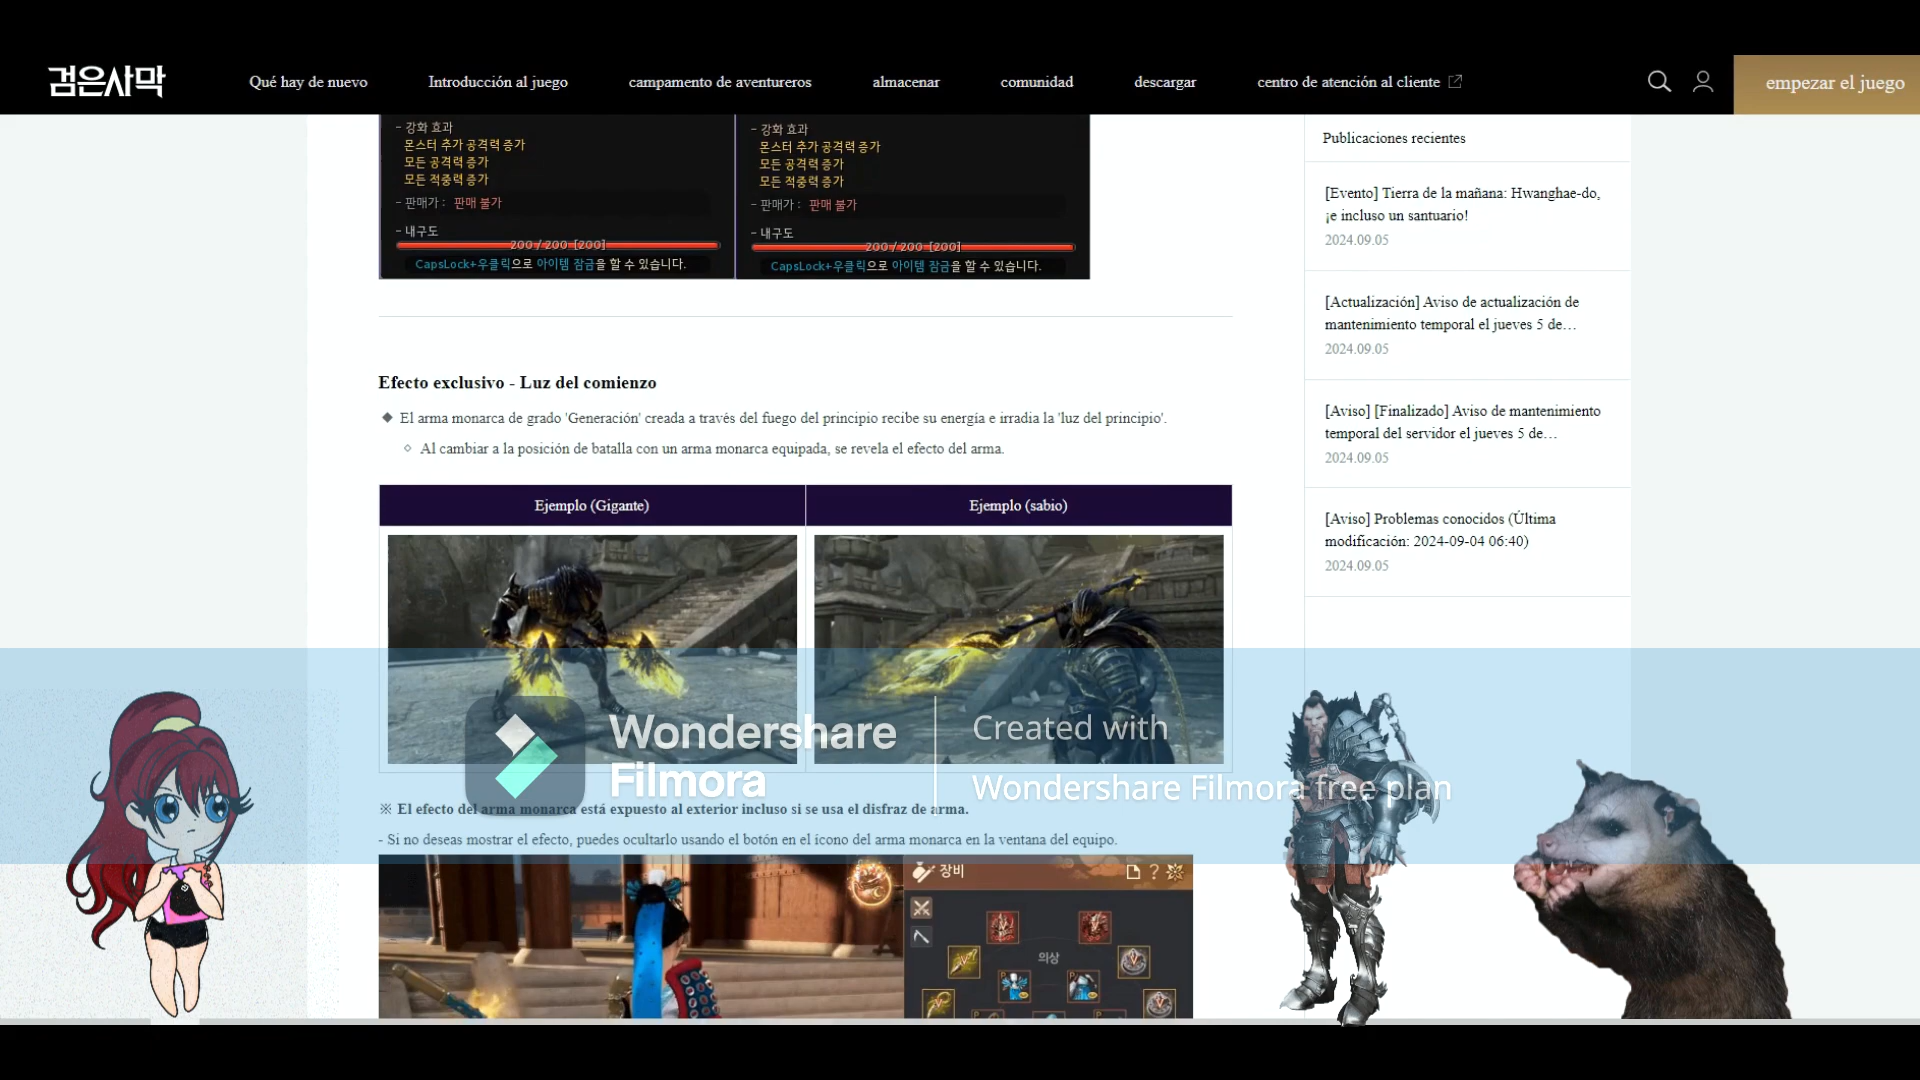 검은사막
Qué hay de nuevo
Introducción al juego
campamento de aventureros
almacenar
comunidad
descargar
centro de atención al cliente
empezar el juego
- 강화 효과
몬스터 추가 공격력 증가
모든 공격력 증가
모든 적중력 증가
- 판매가 : 판매 불가
- 내구도
200 / 200 [200]
CapsLock+우클릭으로 아이템 잠금을 할 수 있습니다.
- 강화 효과
몬스터 추가 공격력 증가
모든 공격력 증가
모든 적중력 증가
- 판매가 : 판매 불가
- 내구도
200 / 200 [200]
CapsLock+우클릭으로 아이템 잠금을 할 수 있습니다.
Efecto exclusivo - Luz del comienzo
◆ El arma monarca de grado 'Generación' creada a través del fuego del principio recibe su energía e irradia la 'luz del principio'.
◇ Al cambiar a la posición de batalla con un arma monarca equipada, se revela el efecto del arma.
Ejemplo (Gigante)
Ejemplo (sabio)
Wondershare
Filmora
Created with
Wondershare Filmora free plan
※ El efecto del arma monarca está expuesto al exterior incluso si se usa el disfraz de arma.
- Si no deseas mostrar el efecto, puedes ocultarlo usando el botón en el ícono del arma monarca en la ventana del equipo.
장비
의상
Publicaciones recientes
[Evento] Tierra de la mañana: Hwanghae-do,
¡e incluso un santuario!
2024.09.05
[Actualización] Aviso de actualización de
mantenimiento temporal el jueves 5 de…
2024.09.05
[Aviso] [Finalizado] Aviso de mantenimiento
temporal del servidor el jueves 5 de…
2024.09.05
[Aviso] Problemas conocidos (Última
modificación: 2024-09-04 06:40)
2024.09.05